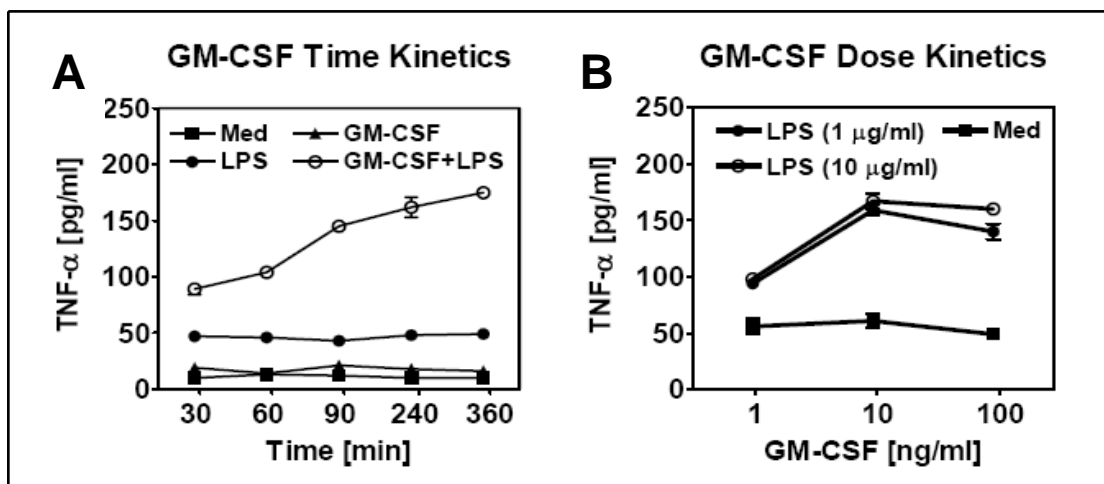 A
GM-CSF Time Kinetics
TNF-α [pg/ml]
250
200
150
100
50
0
Med
GM-CSF
LPS
GM-CSF+LPS
30 60 90 240 360
Time [min]
B
GM-CSF Dose Kinetics
TNF-α [pg/ml]
250
200
150
100
50
0
LPS (1 μg/ml)
Med
LPS (10 μg/ml)
1 10 100
GM-CSF [ng/ml]